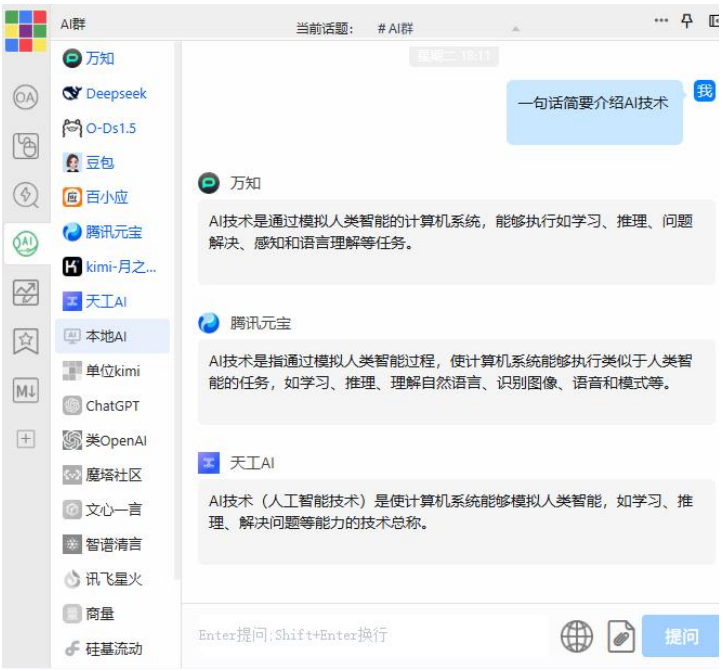 AI群
当前话题: # AI群
OA
AI
M↓
万知
Deepseek
O-Ds1.5
豆包
应
百小应
腾讯元宝
kimi-月之...
天工AI
本地AI
单位kimi
ChatGPT
类OpenAI
魔塔社区
文心一言
智谱清言
讯飞星火
商量
硅基流动
星期二 18:11
一句话简要介绍AI技术
我
万知
AI技术是通过模拟人类智能的计算机系统，能够执行如学习、推理、问题
解决、感知和语言理解等任务。
腾讯元宝
AI技术是指通过模拟人类智能过程，使计算机系统能够执行类似于人类智
能的任务，如学习、推理、理解自然语言、识别图像、语音和模式等。
天工AI
AI技术（人工智能技术）是使计算机系统能够模拟人类智能，如学习、推
理、解决问题等能力的技术总称。
Enter提问;Shift+Enter换行
提问